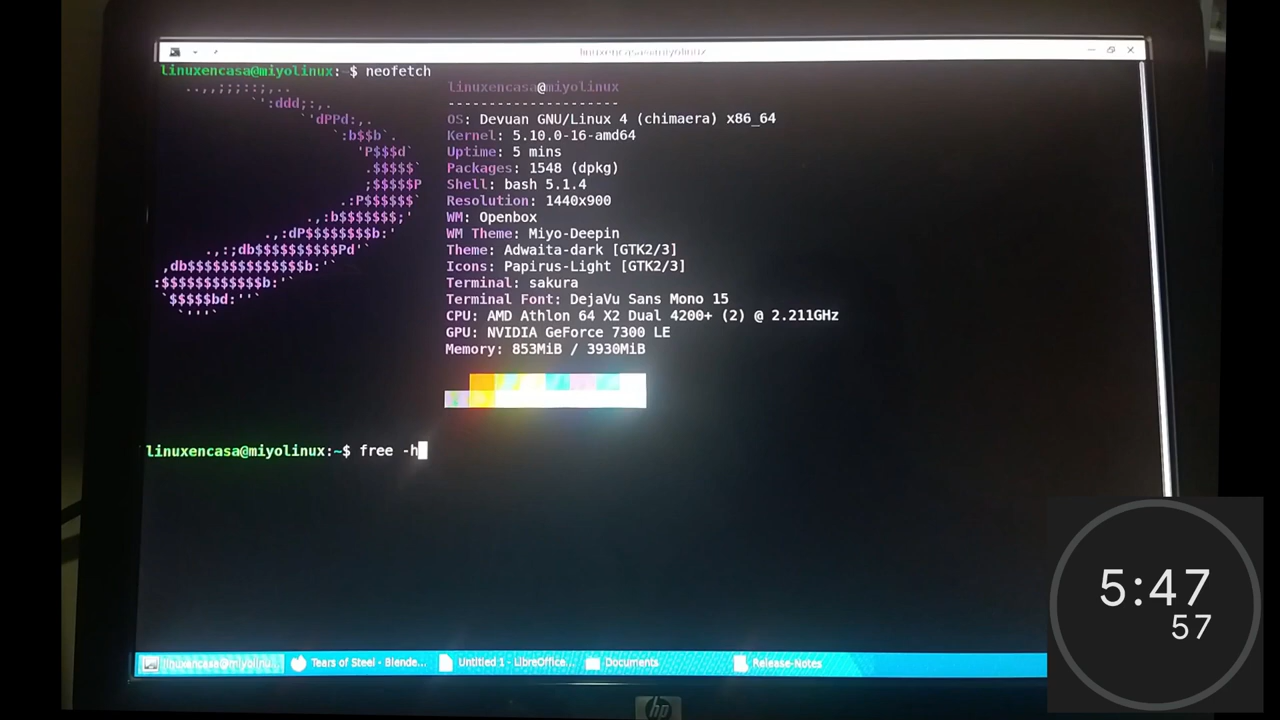 linuxencasa@miyolinux
linuxencasa@miyolinux: $ neofetch
linuxencasa@miyolinux
---------------------
OS: Devuan GNU/Linux 4 (chimaera) x86_64
Kernel: 5.10.0-16-amd64
Uptime: 5 mins
Packages: 1548 (dpkg)
Shell: bash 5.1.4
Resolution: 1440x900
WM: Openbox
WM Theme: Miyo-Deepin
Theme: Adwaita-dark [GTK2/3]
Icons: Papirus-Light [GTK2/3]
Terminal: sakura
Terminal Font: DejaVu Sans Mono 15
CPU: AMD Athlon 64 X2 Dual 4200+ (2) @ 2.211GHz
GPU: NVIDIA GeForce 7300 LE
Memory: 853MiB / 3930MiB
linuxencasa@miyolinux:~$ free -h
5:47
57
linuxencasa@miyolinu... Tears of Steel - Blende... Untitled 1 - LibreOffice... Documents Release-Notes
hp